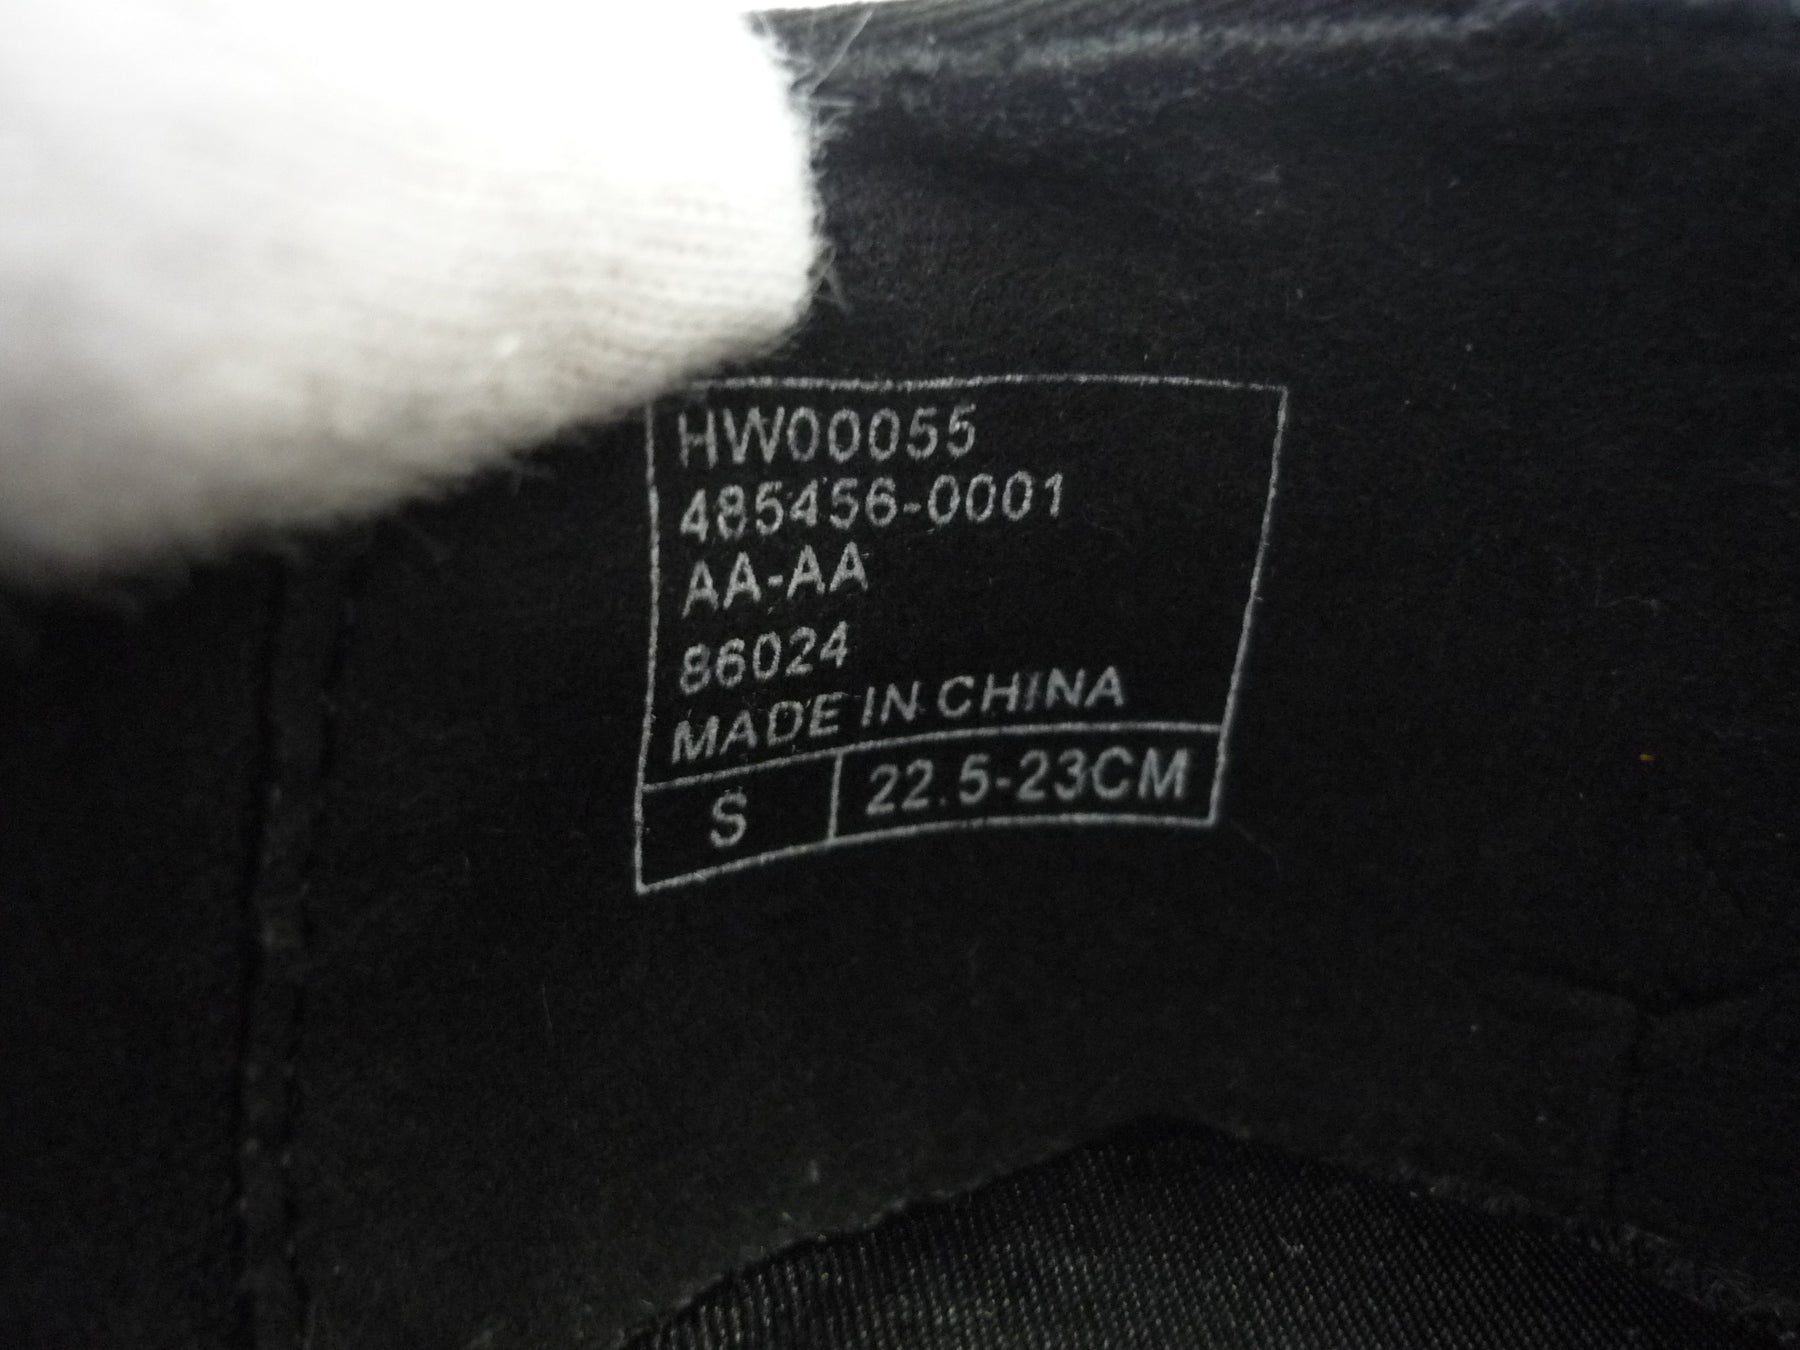 HW00055
485456-0001
AA-AA
86024
MADE IN CHINA
S
22.5-23CM